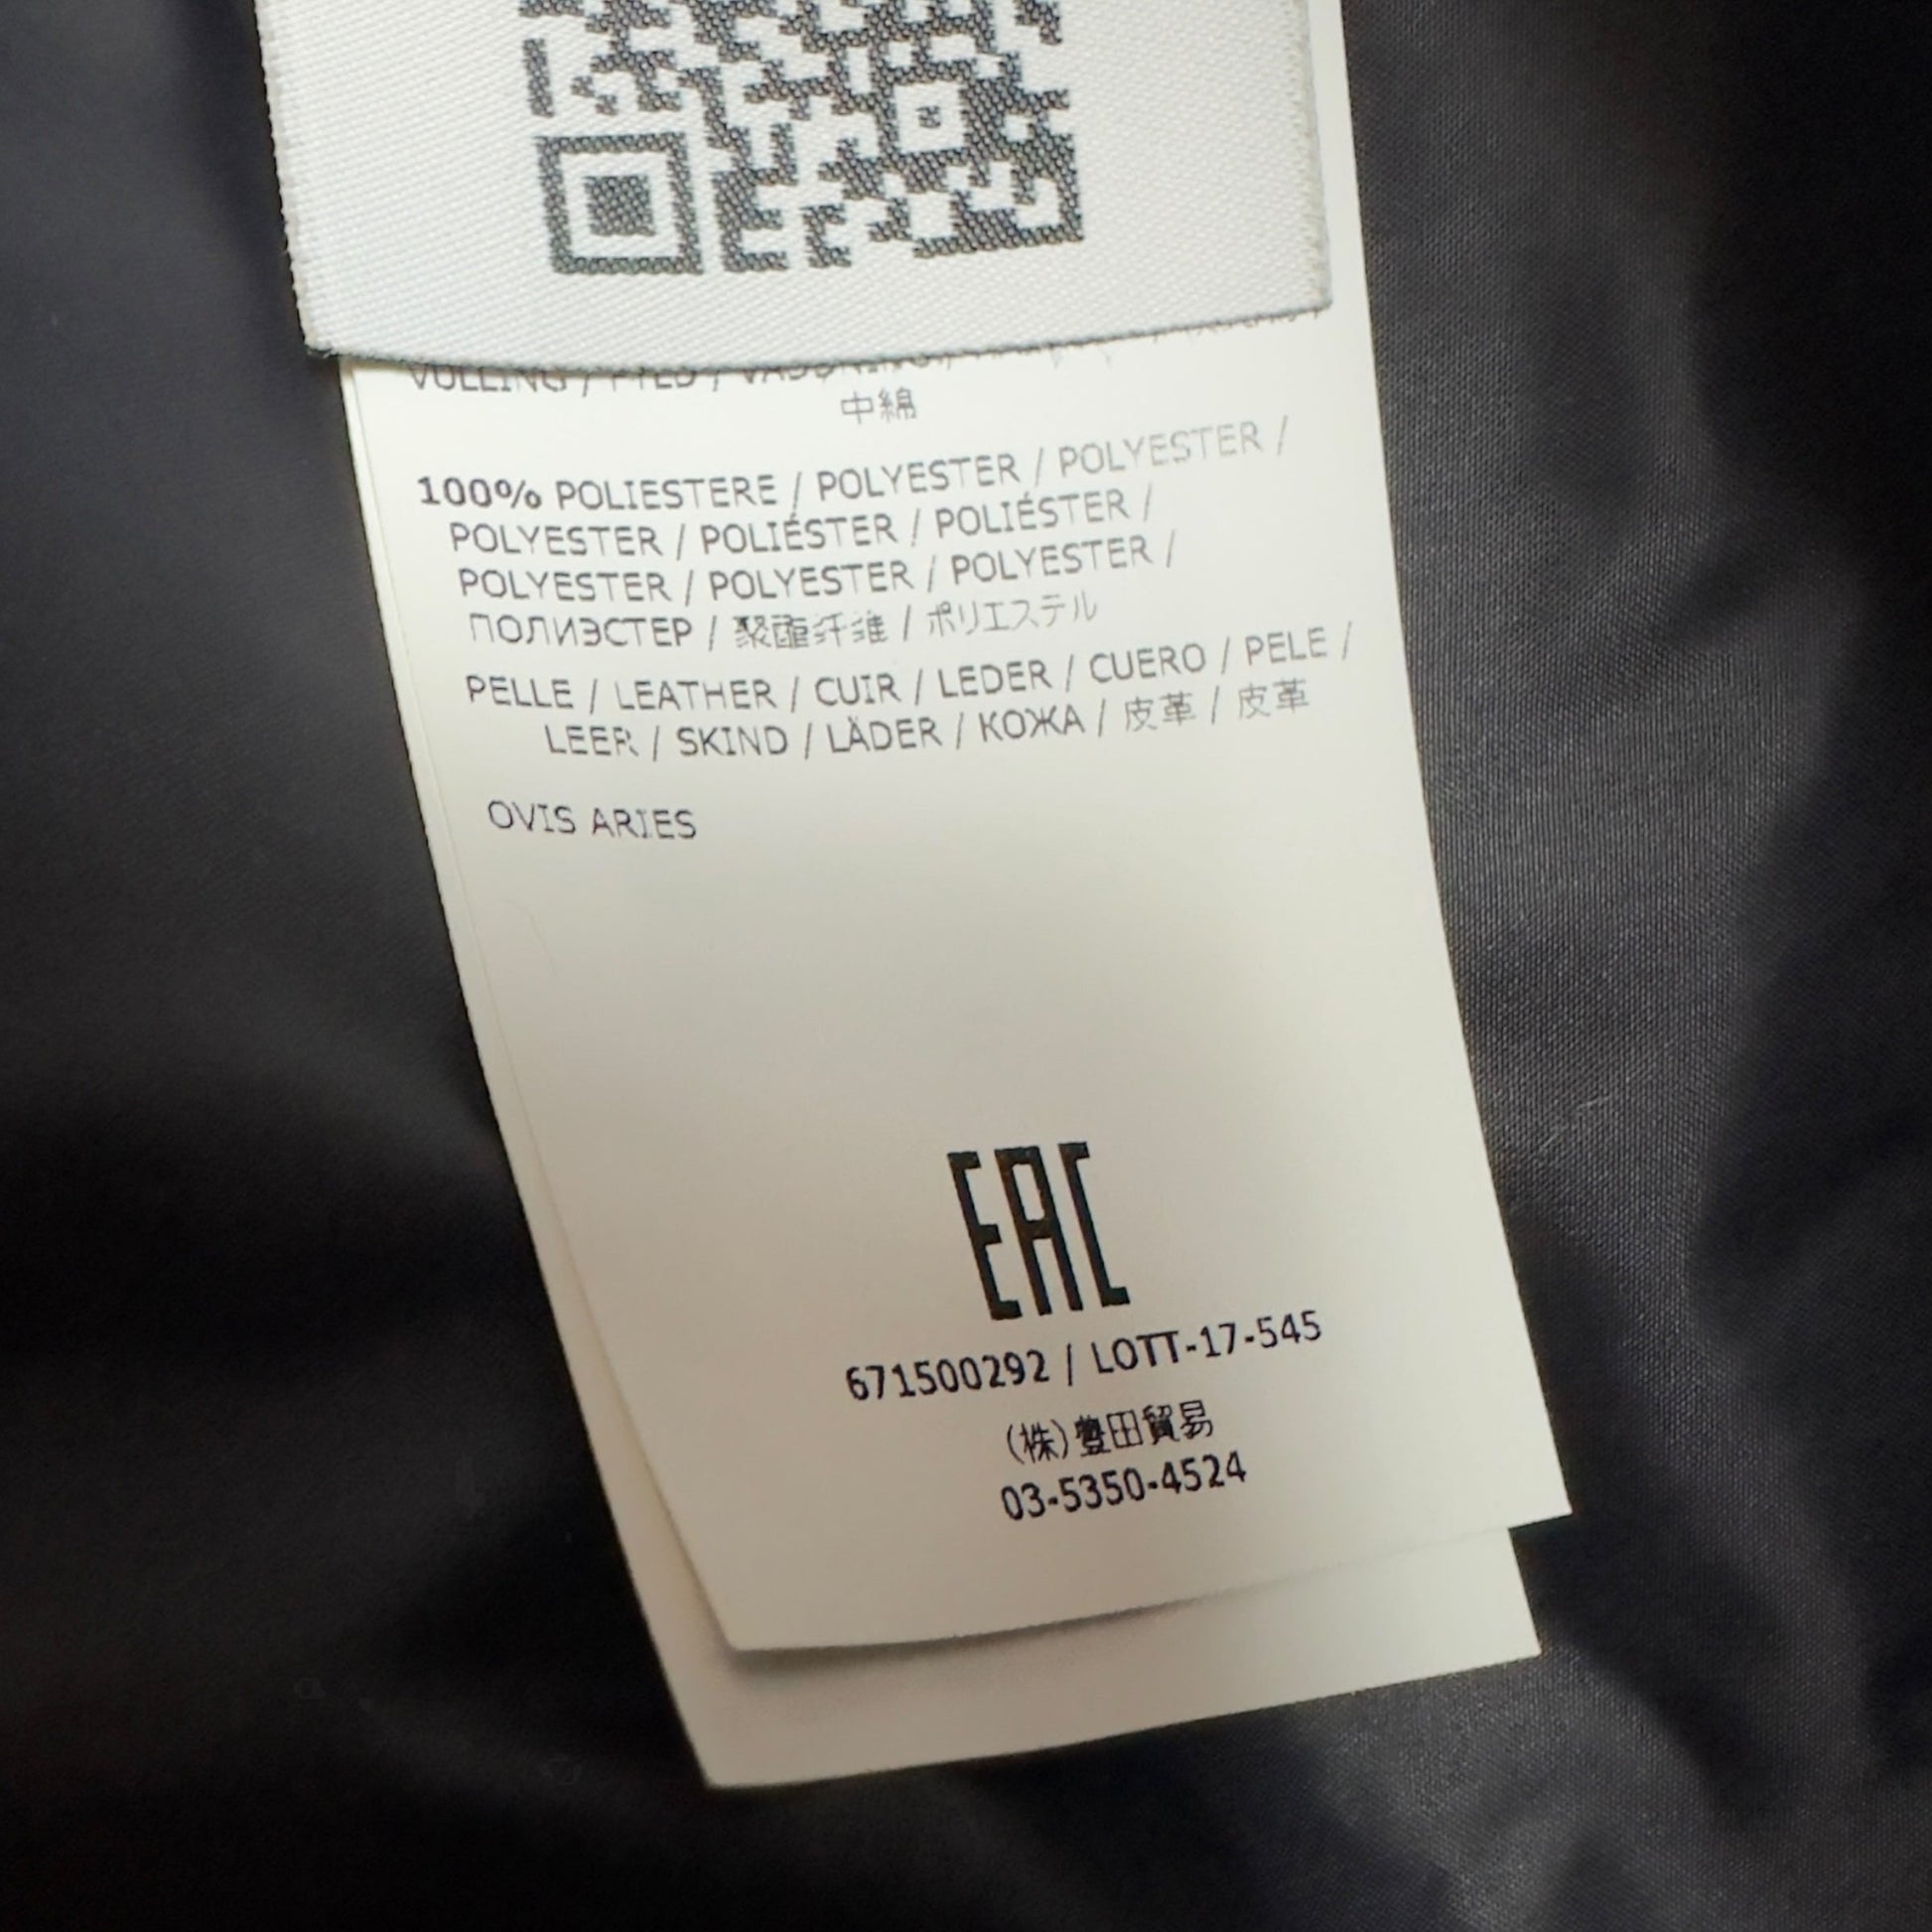 VULLING /
中綿
100% POLIESTERE / POLYESTER / POLYESTER /
POLYESTER / POLIÉSTER / POLIÉSTER /
POLYESTER / POLYESTER / POLYESTER /
ПОЛИЭСТЕР / 聚酯纤维 / ポリエステル
PELLE / LEATHER / CUIR / LEDER / CUERO / PELE /
LEER / SKIND / LÄDER / КОЖА / 皮革 / 皮革
OVIS ARIES
EAC
671500292 / LOTT-17-545
(株)豊田貿易
03-5350-4524